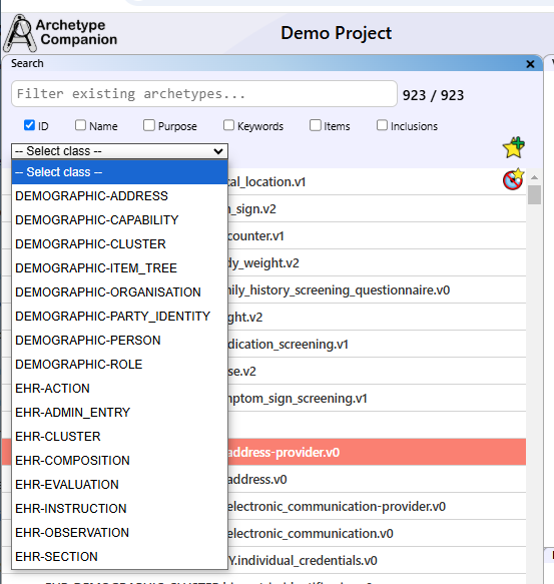 Archetype
Companion
Demo Project
Search
Filter existing archetypes...
923 / 923
ID
Name
Purpose
Keywords
Items
Inclusions
-- Select class --
-- Select class --
DEMOGRAPHIC-ADDRESS
DEMOGRAPHIC-CAPABILITY
DEMOGRAPHIC-CLUSTER
DEMOGRAPHIC-ITEM_TREE
DEMOGRAPHIC-ORGANISATION
DEMOGRAPHIC-PARTY_IDENTITY
DEMOGRAPHIC-PERSON
DEMOGRAPHIC-ROLE
EHR-ACTION
EHR-ADMIN_ENTRY
EHR-CLUSTER
EHR-COMPOSITION
EHR-EVALUATION
EHR-INSTRUCTION
EHR-OBSERVATION
EHR-SECTION
al_location.v1
_sign.v2
counter.v1
dy_weight.v2
mily_history_screening_questionnaire.v0
ght.v2
dication_screening.v1
se.v2
mptom_sign_screening.v1
address-provider.v0
address.v0
electronic_communication-provider.v0
electronic_communication.v0
Y.individual_credentials.v0